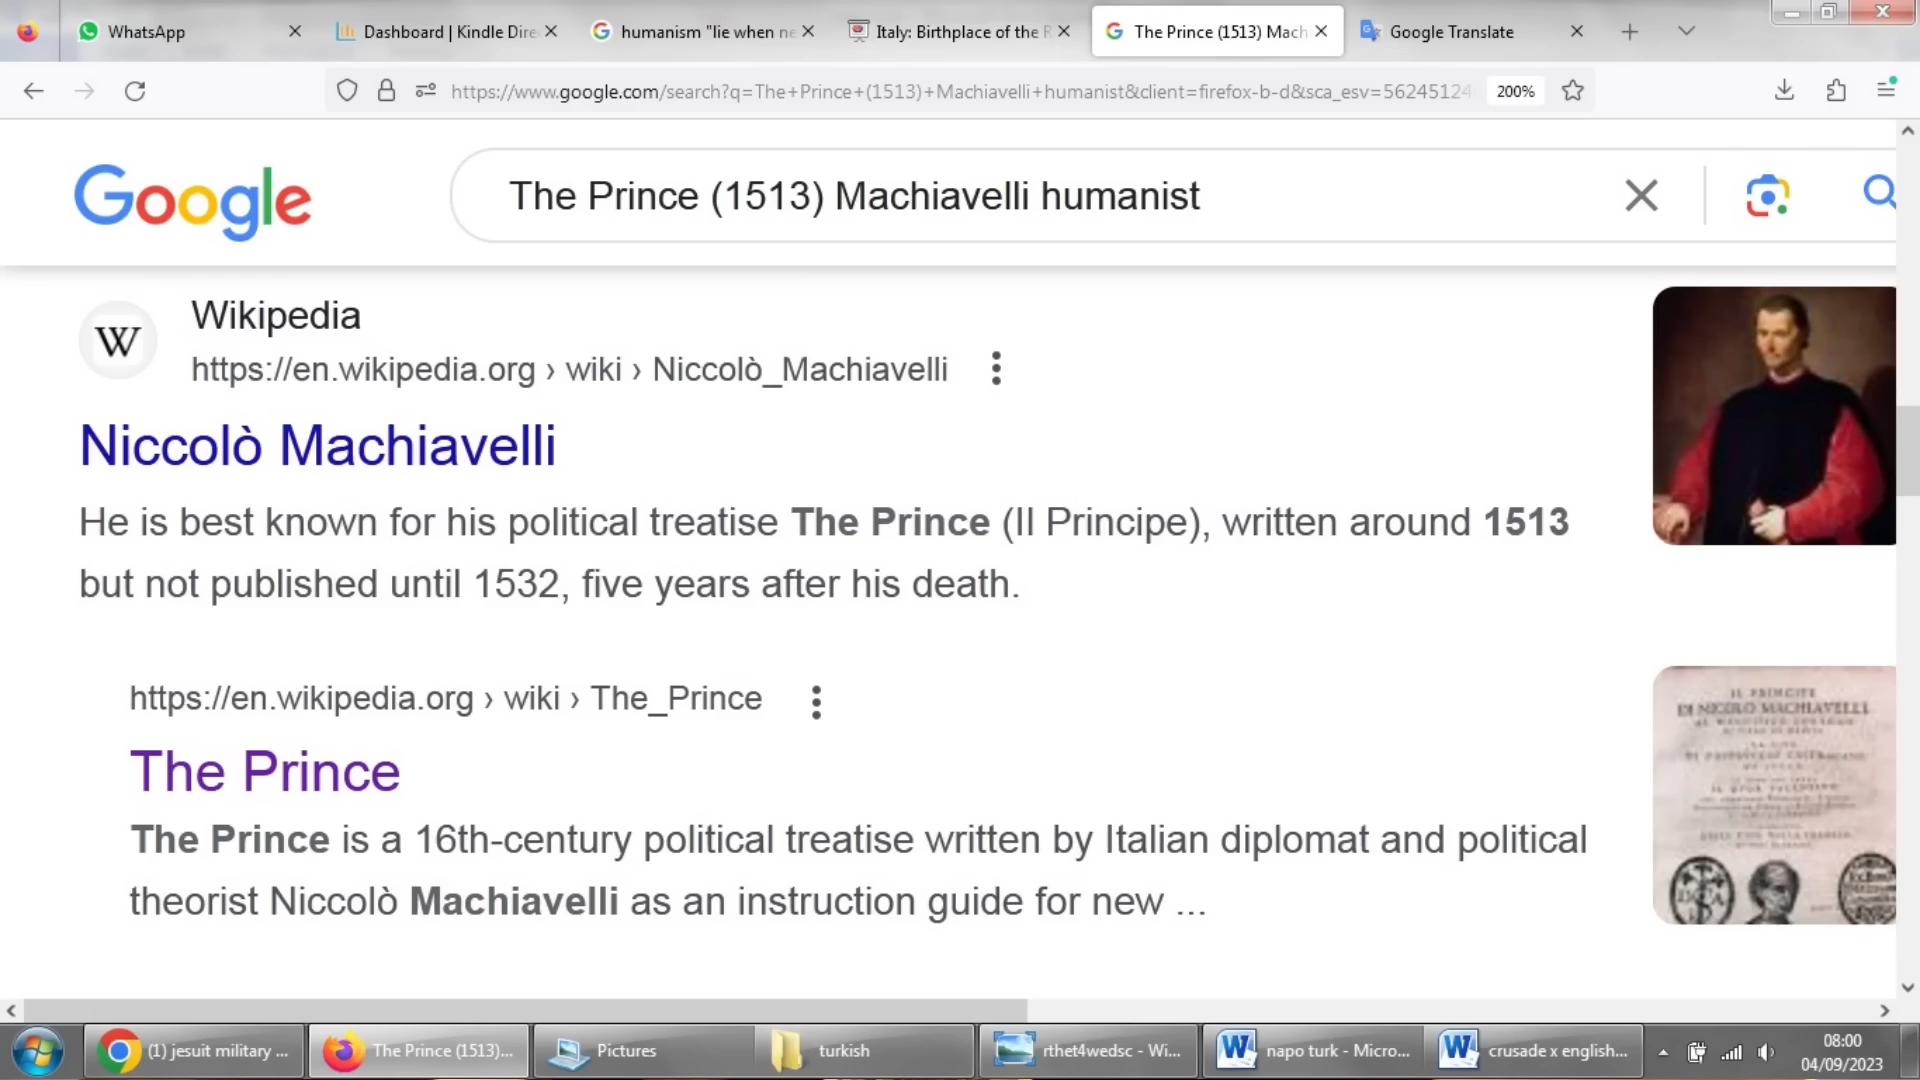 WhatsApp
Dashboard | Kindle Dire
humanism "lie when ne
Italy: Birthplace of the R
The Prince (1513) Mach
Google Translate
https://www.google.com/search?q=The+Prince+(1513)+Machiavelli+humanist&client=firefox-b-d&sca_esv=56245124
200%
Google
The Prince (1513) Machiavelli humanist
W
Wikipedia
https://en.wikipedia.org › wiki › Niccolò_Machiavelli
Niccolò Machiavelli
He is best known for his political treatise The Prince (Il Principe), written around 1513
but not published until 1532, five years after his death.
https://en.wikipedia.org › wiki › The_Prince
IL PRINCIPE
DI NICOLO MACHIAVELLI
The Prince
The Prince is a 16th-century political treatise written by Italian diplomat and political
theorist Niccolò Machiavelli as an instruction guide for new ...
(1) jesuit military ...
The Prince (1513)...
Pictures
turkish
rthet4wedsc - Wi...
napo turk - Micro...
crusade x english...
08:00
04/09/2023